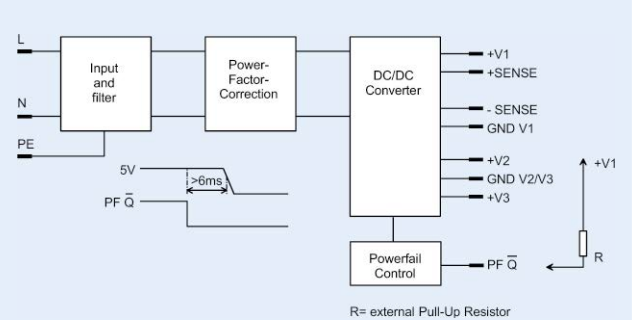 L
N
PE
Input
and
filter
Power-
Factor-
Correction
DC/DC
Converter
+V1
+SENSE
- SENSE
GND V1
+V2
GND V2/V3
+V3
5V
>6ms
PF Q̅
Powerfail
Control
PF Q̅
+V1
R
R= external Pull-Up Resistor